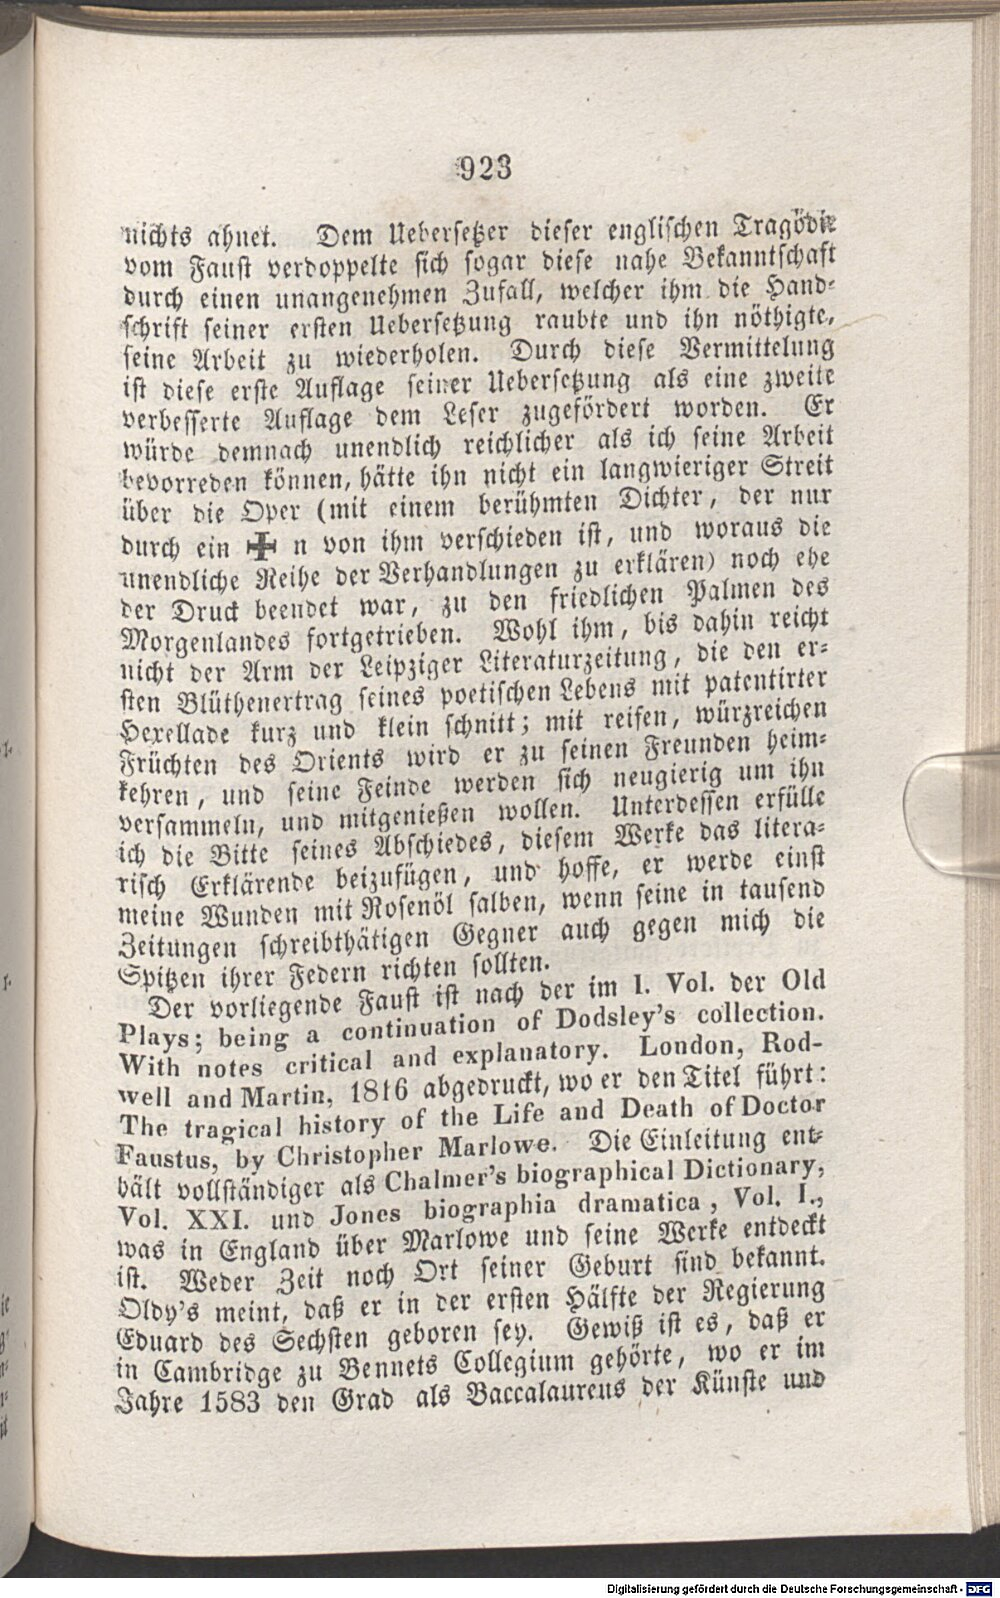 923
nichts ahnet. Dem Uebersetzer dieser englischen Tragödie
vom Faust verdoppelte sich sogar diese nahe Bekanntschaft
durch einen unangenehmen Zufall, welcher ihm die Hand-
schrift seiner ersten Uebersetzung raubte und ihn nöthigte,
seine Arbeit zu wiederholen. Durch diese Vermittelung
ist diese erste Auflage seiner Uebersetzung als eine zweite
verbesserte Auflage dem Leser zugefördert worden. Er
würde demnach unendlich reichlicher als ich seine Arbeit
bevorreden können, hätte ihn nicht ein langwieriger Streit
über die Oper (mit einem berühmten Dichter, der nur
durch ein ✠ n von ihm verschieden ist, und woraus die
unendliche Reihe der Verhandlungen zu erklären) noch ehe
der Druck beendet war, zu den friedlichen Palmen des
Morgenlandes fortgetrieben. Wohl ihm, bis dahin reicht
nicht der Arm der Leipziger Literaturzeitung, die den er-
sten Blüthenertrag seines poetischen Lebens mit patentirter
Hexellade kurz und klein schnitt; mit reifen, würzreichen
Früchten des Orients wird er zu seinen Freunden heim-
kehren, und seine Feinde werden sich neugierig um ihn
versammeln, und mitgenießen wollen. Unterdessen erfülle
ich die Bitte seines Abschiedes, diesem Werke das litera-
risch Erklärende beizufügen, und hoffe, er werde einst
meine Wunden mit Rosenöl salben, wenn seine in tausend
Zeitungen schreibthätigen Gegner auch gegen mich die
Spitzen ihrer Federn richten sollten.
Der vorliegende Faust ist nach der im I. Vol. der Old
Plays; being a continuation of Dodsley's collection.
With notes critical and explanatory. London, Rod-
well and Martin, 1816 abgedruckt, wo er den Titel führt:
The tragical history of the Life and Death of Doctor
Faustus, by Christopher Marlowe. Die Einleitung ent-
hält vollständiger als Chalmer's biographical Dictionary,
Vol. XXI. und Jones biographia dramatica, Vol. I.,
was in England über Marlowe und seine Werke entdeckt
ist. Weder Zeit noch Ort seiner Geburt sind bekannt.
Oldy's meint, daß er in der ersten Hälfte der Regierung
Eduard des Sechsten geboren sey. Gewiß ist es, daß er
in Cambridge zu Bennets Collegium gehörte, wo er im
Jahre 1583 den Grad als Baccalaureus der Künste und
Digitalisierung gefördert durch die Deutsche Forschungsgemeinschaft - DFG